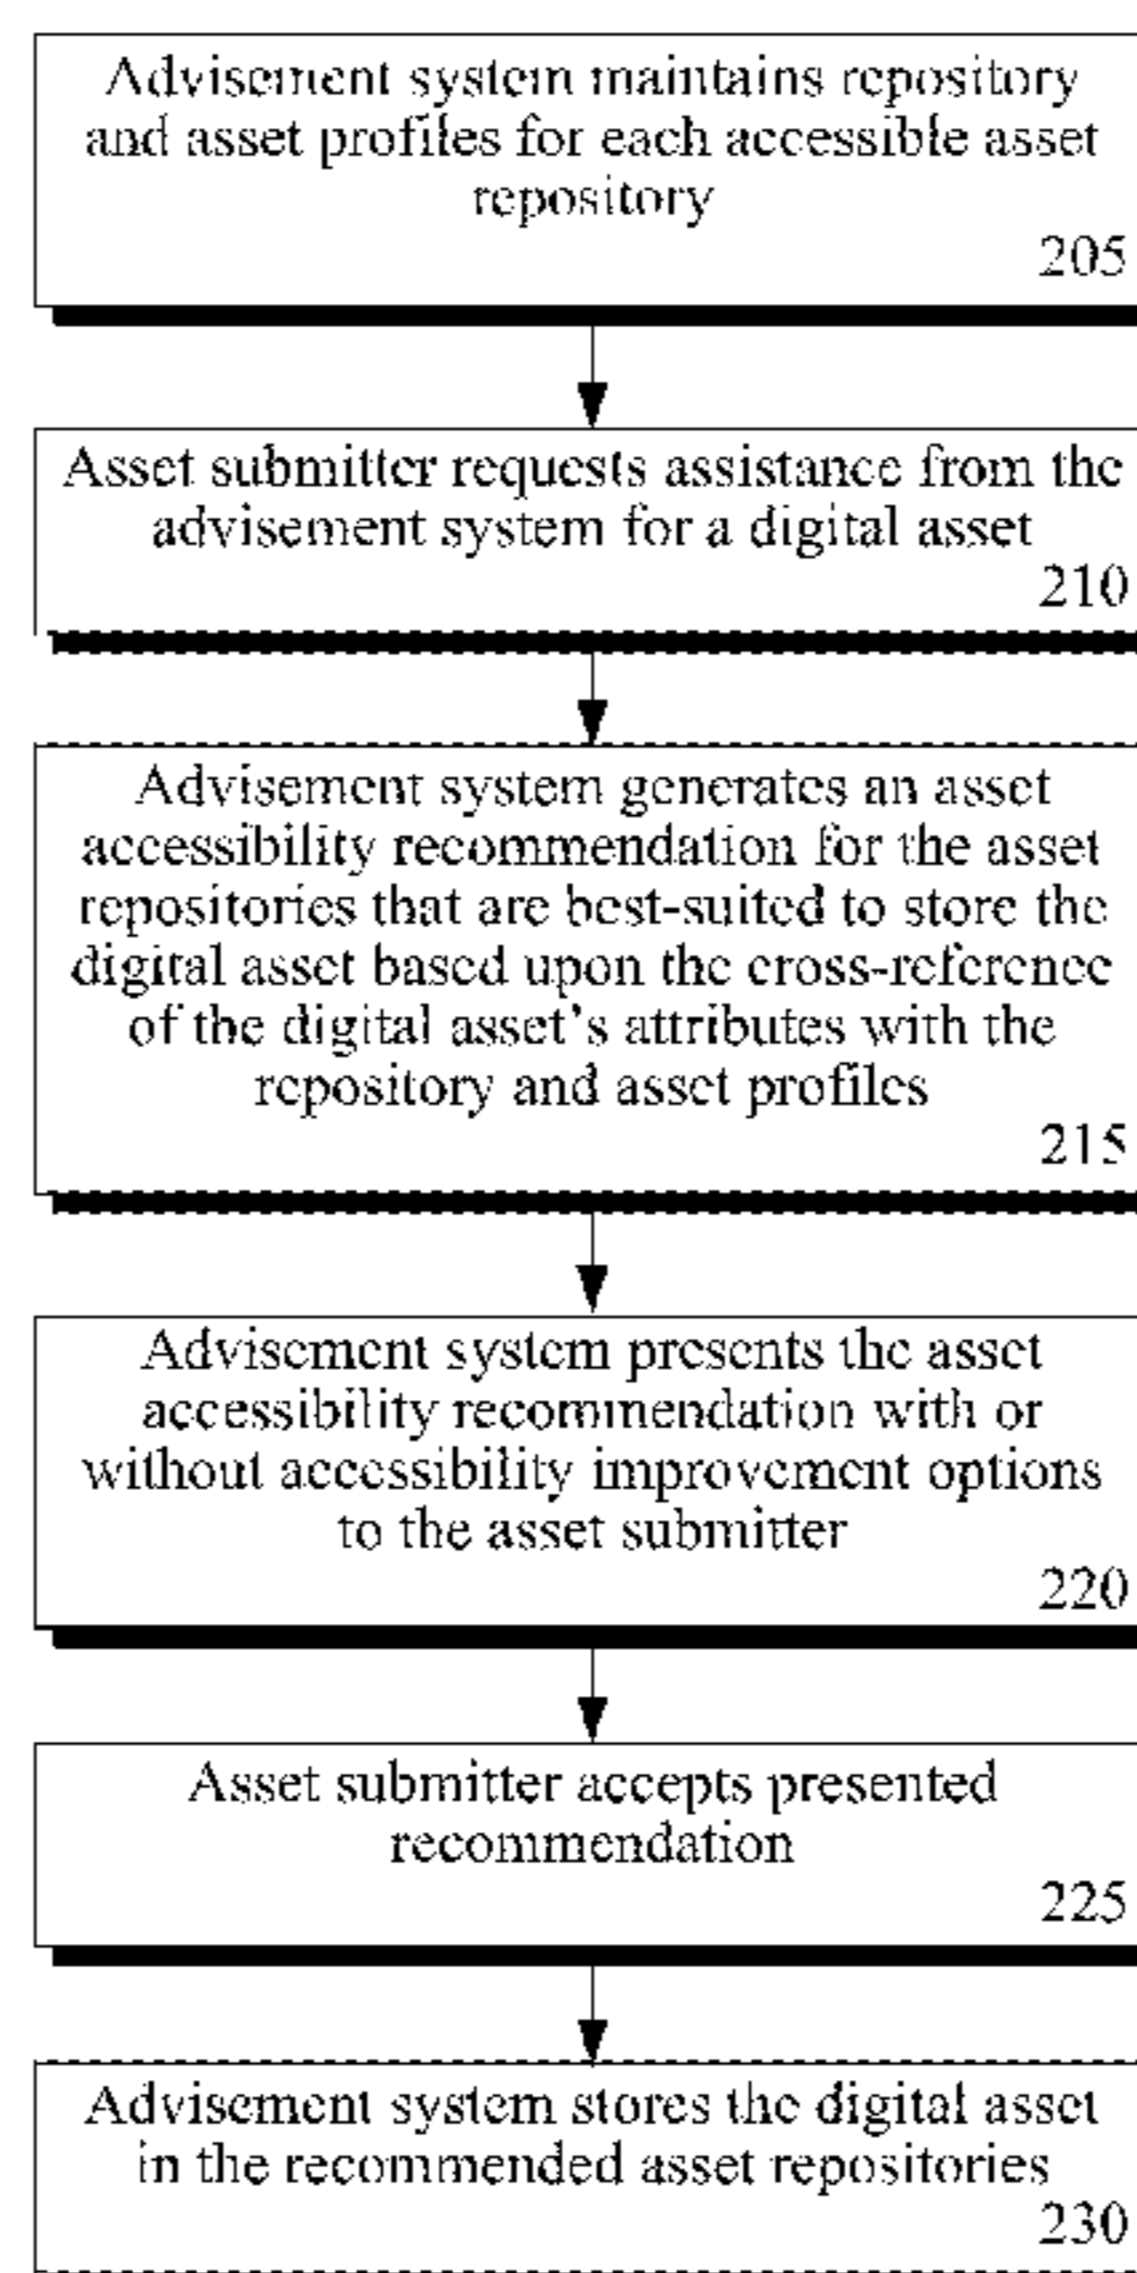 Advisement system maintains repository
and asset profiles for each accessible asset
repository
205
Asset submitter requests assistance from the
advisement system for a digital asset
210
Advisement system generates an asset
accessibility recommendation for the asset
repositories that are best-suited to store the
digital asset based upon the cross-reference
of the digital asset's attributes with the
repository and asset profiles
215
Advisement system presents the asset
accessibility recommendation with or
without accessibility improvement options
to the asset submitter
220
Asset submitter accepts presented
recommendation
225
Advisement system stores the digital asset
in the recommended asset repositories
230